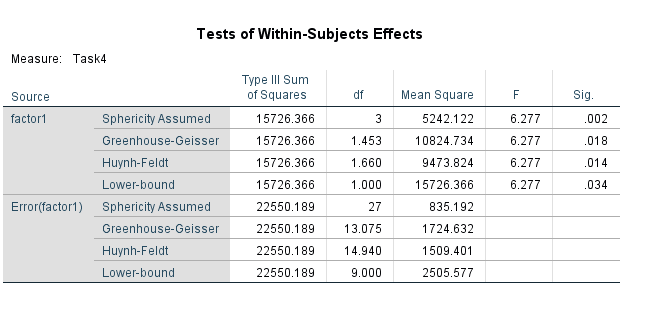 Tests of Within-Subjects Effects
Measure: Task4
Source Type III Sum of Squares df Mean Square F Sig.
factor1 Sphericity Assumed 15726.366 3 5242.122 6.277 .002
Greenhouse-Geisser 15726.366 1.453 10824.734 6.277 .018
Huynh-Feldt 15726.366 1.660 9473.824 6.277 .014
Lower-bound 15726.366 1.000 15726.366 6.277 .034
Error(factor1) Sphericity Assumed 22550.189 27 835.192
Greenhouse-Geisser 22550.189 13.075 1724.632
Huynh-Feldt 22550.189 14.940 1509.401
Lower-bound 22550.189 9.000 2505.577